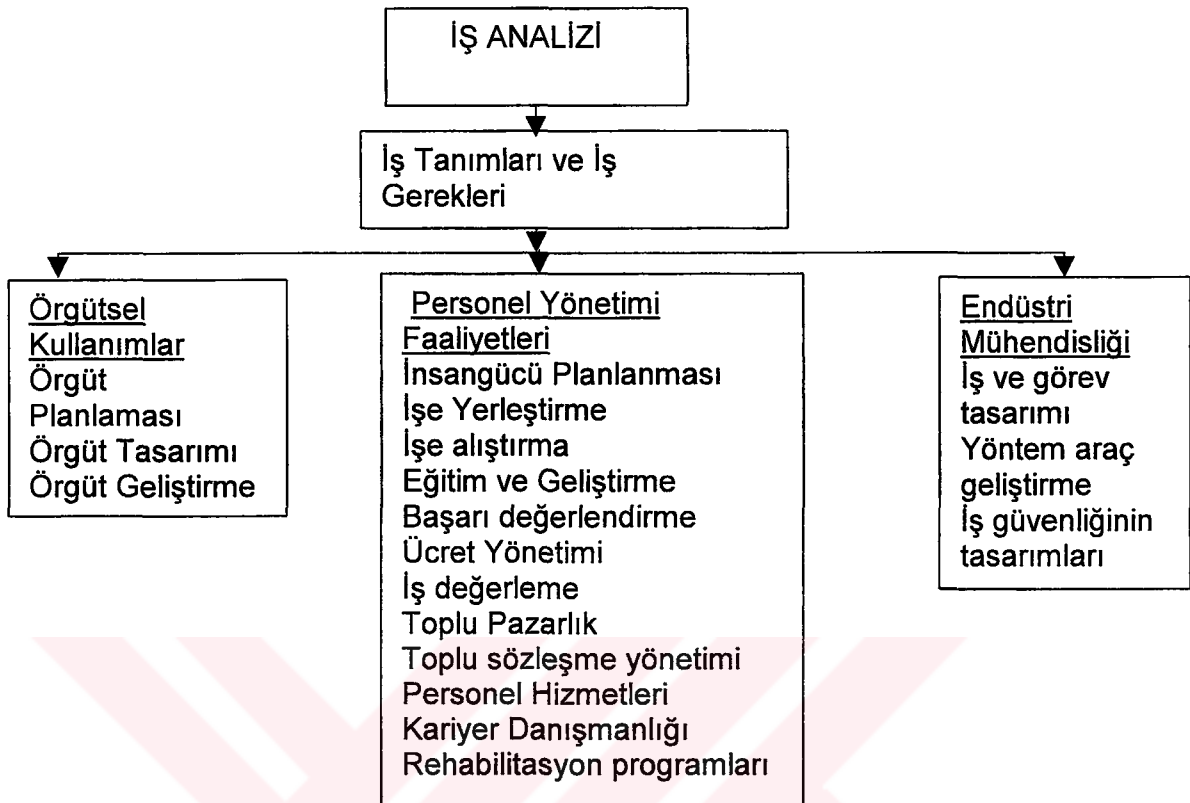 İŞ ANALİZİ
İş Tanımları ve İş
Gerekleri
Örgütsel
Kullanımlar
Örgüt
Planlaması
Örgüt Tasarımı
Örgüt Geliştirme
Personel Yönetimi
Faaliyetleri
İnsangücü Planlanması
İşe Yerleştirme
İşe alıştırma
Eğitim ve Geliştirme
Başarı değerlendirme
Ücret Yönetimi
İş değerleme
Toplu Pazarlık
Toplu sözleşme yönetimi
Personel Hizmetleri
Kariyer Danışmanlığı
Rehabilitasyon programları
Endüstri
Mühendisliği
İş ve görev
tasarımı
Yöntem araç
geliştirme
İş güvenliğinin
tasarımları